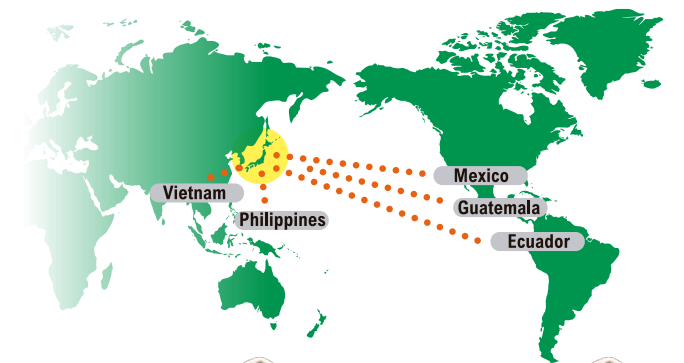 Mexico
Vietnam
Guatemala
Philippines
Ecuador